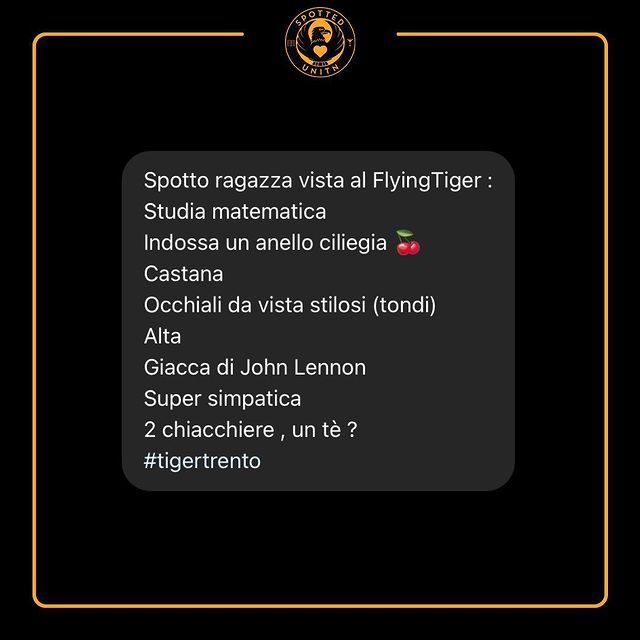 SPOTTED
UNITN
Spotto ragazza vista al FlyingTiger :
Studia matematica
Indossa un anello ciliegia 🍒
Castana
Occhiali da vista stilosi (tondi)
Alta
Giacca di John Lennon
Super simpatica
2 chiacchiere , un tè ?
#tigertrento